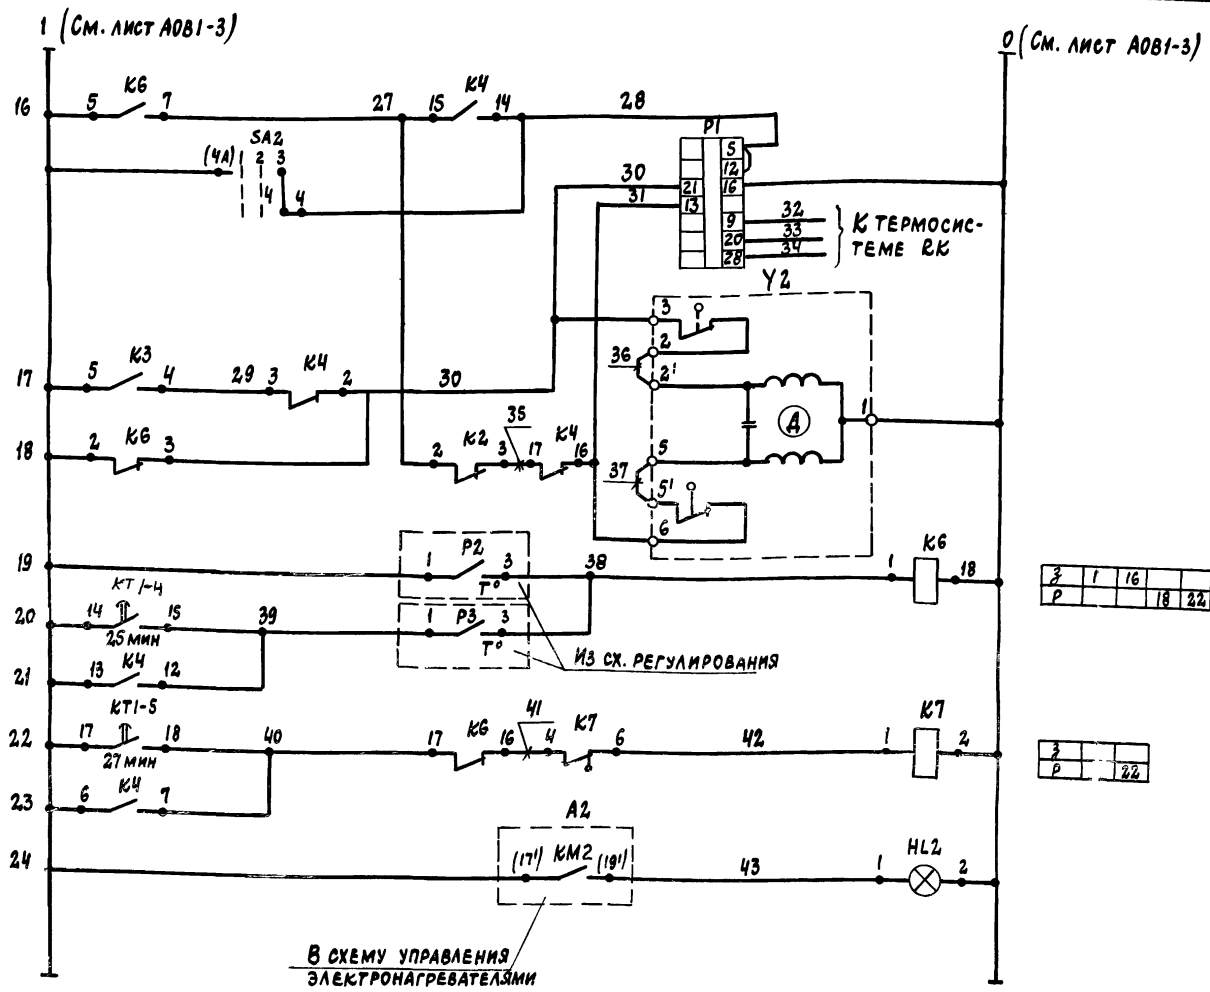 1 (См. лист АОВ1-3)
0 (См. лист АОВ1-3)
16 5 К6 7 27 15 К4 14 28
Р1
(4А) SA2
1 2 3
4 4
5
12
30 21 16
31 13
9 32
20 33
28 34
К ТЕРМОСИС-
ТЕМЕ RK
Y2
3
2
36
2'
1
Д
5
37
5'
6
17 5 К3 4 29 3 К4 2 30
18 2 К6 3
2 К2 3 35 17 К4 16
19 1 Р2 3 38 1 К6 18
Т°
20 КТ1-4
14 15 39 1 Р3 3
25 МИН Т°
21 13 К4 12
ИЗ СХ. РЕГУЛИРОВАНИЯ
З 1 16
Р 18 22
КТ1-5
22 17 18 40 17 К6 16 41 4 К7 6 42 1 К7 2
27 МИН
23 6 К4 7
З
Р 22
А2
24 (17') КМ2 (19') 43 1 HL2 2
В СХЕМУ УПРАВЛЕНИЯ
ЭЛЕКТРОНАГРЕВАТЕЛЯМИ